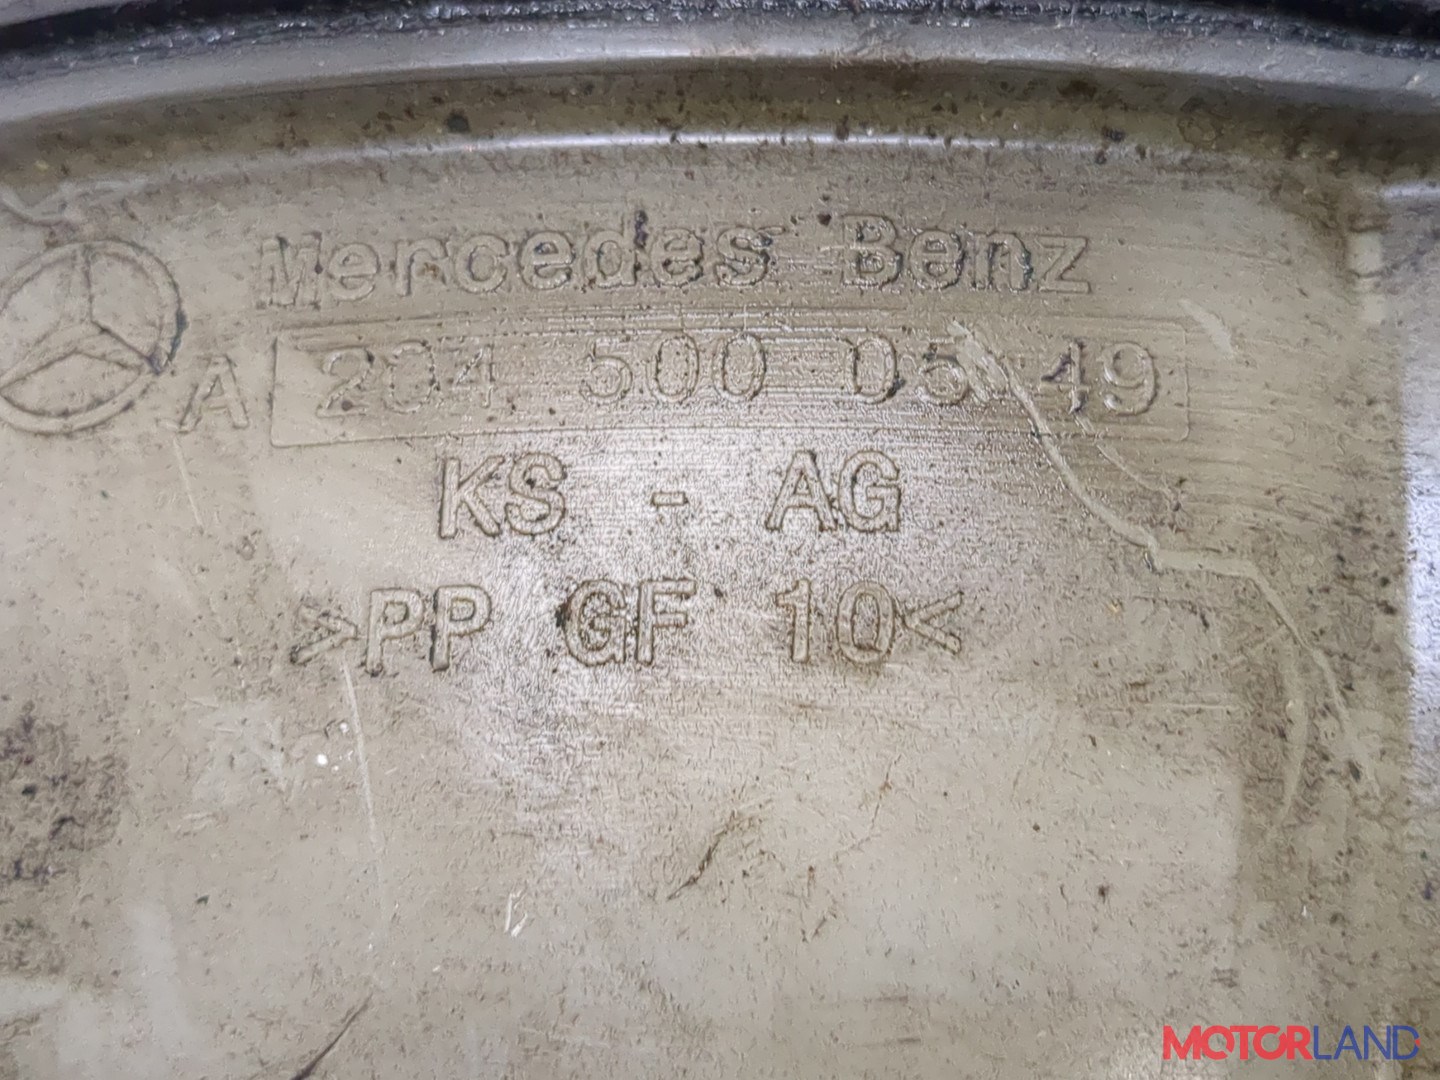 Mercedes Benz
A 204 500 05 49
KS - AG
>PP GF 10<
MOTORLAND